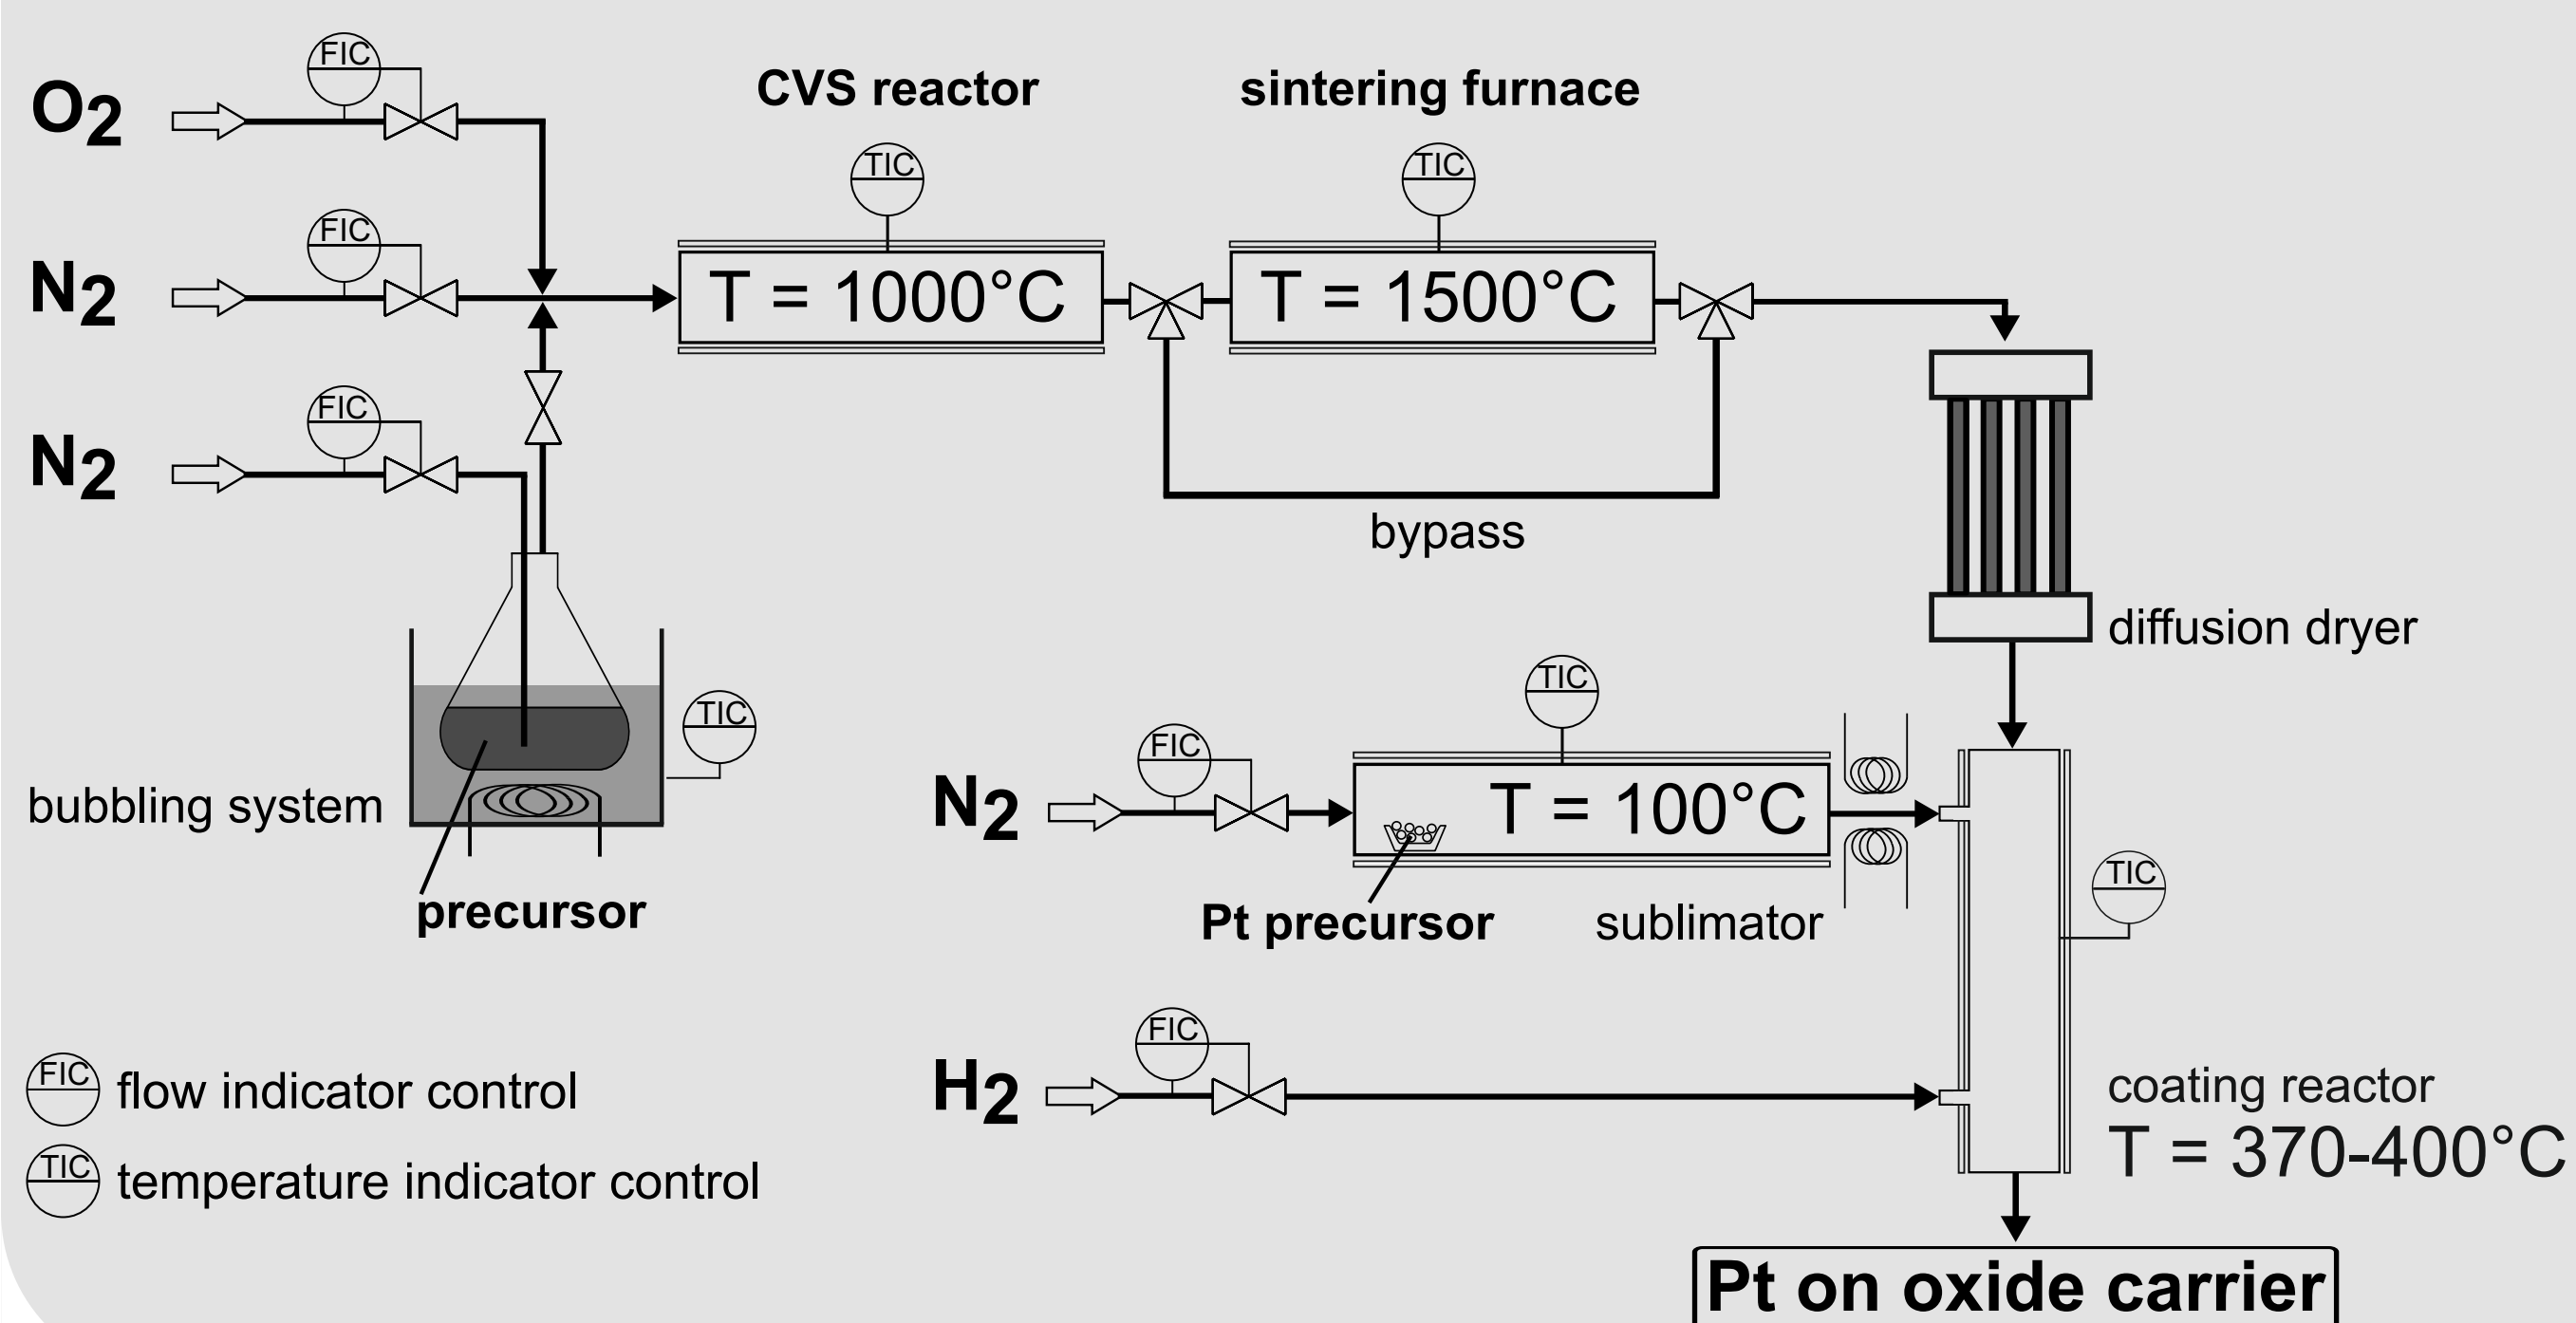 FIC
O2
CVS reactor
sintering furnace
TIC
TIC
FIC
N2
T = 1000°C
T = 1500°C
FIC
N2
bypass
diffusion dryer
TIC
TIC
bubbling system
FIC
N2
T = 100°C
precursor
Pt precursor
sublimator
TIC
FIC
H2
FIC
flow indicator control
TIC
temperature indicator control
coating reactor
T = 370-400°C
Pt on oxide carrier